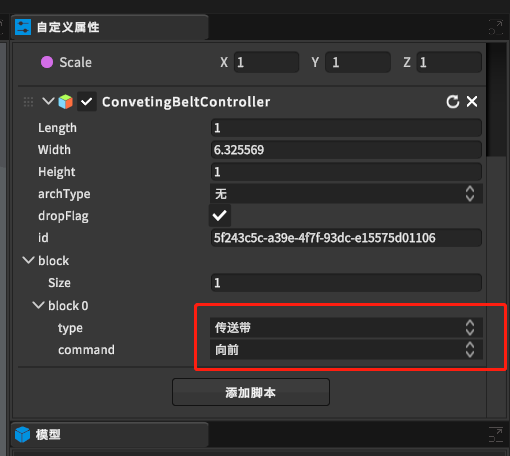 自定义属性
Scale X 1 Y 1 Z 1
ConvetingBeltController
Length 1
Width 6.325569
Height 1
archType 无
dropFlag
id 5f243c5c-a39e-4f7f-93dc-e15575d01106
block
Size 1
block 0
type 传送带
command 向前
添加脚本
模型